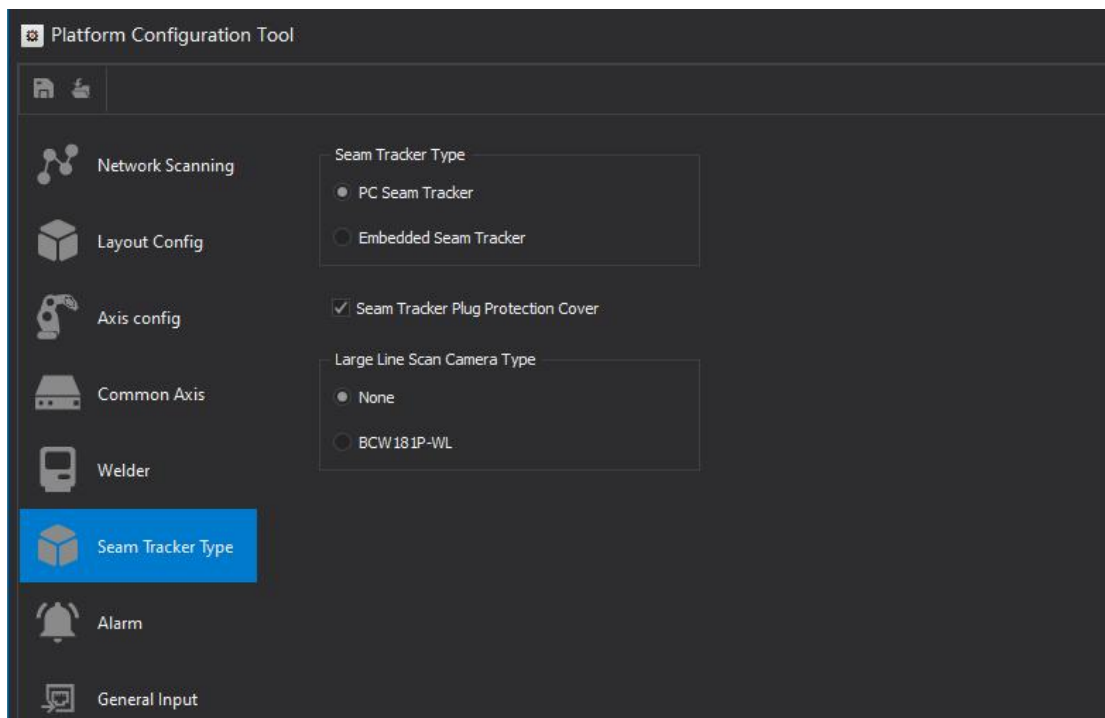 Platform Configuration Tool
Network Scanning
Layout Config
Axis config
Common Axis
Welder
Seam Tracker Type
Alarm
General Input
Seam Tracker Type
PC Seam Tracker
Embedded Seam Tracker
Seam Tracker Plug Protection Cover
Large Line Scan Camera Type
None
BCW181P-WL